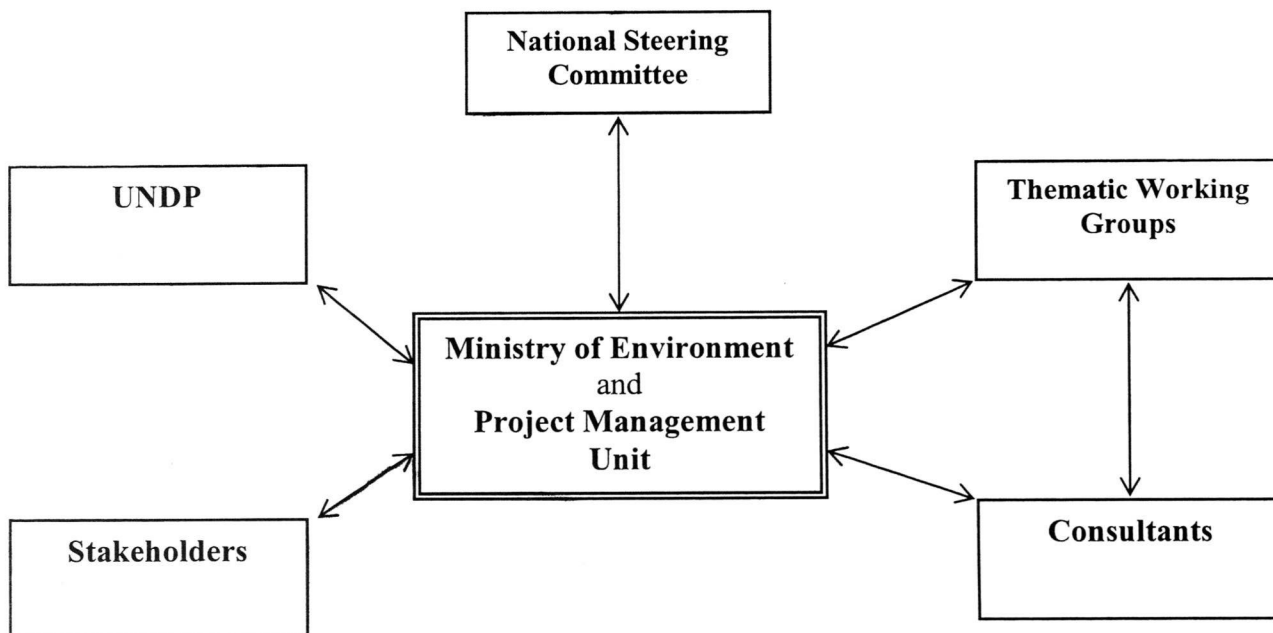 National Steering
Committee
UNDP
Thematic Working
Groups
Ministry of Environment
and
Project Management
Unit
Stakeholders
Consultants